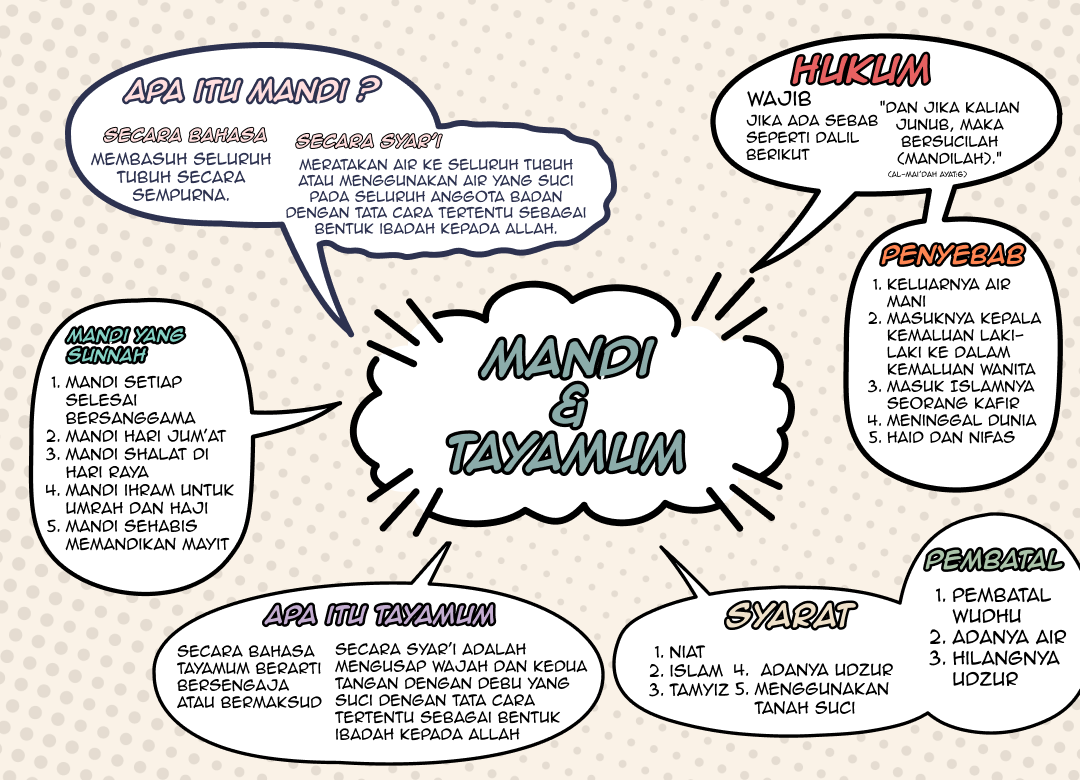 APA ITU MANDI ?
SECARA BAHASA
MEMBASUH SELURUH
TUBUH SECARA
SEMPURNA.
SECARA SYAR'I
MERATAKAN AIR KE SELURUH TUBUH
ATAU MENGGUNAKAN AIR YANG SUCI
PADA SELURUH ANGGOTA BADAN
DENGAN TATA CARA TERTENTU SEBAGAI
BENTUK IBADAH KEPADA ALLAH.
HUKUM
WAJIB
JIKA ADA SEBAB
SEPERTI DALIL
BERIKUT
"DAN JIKA KALIAN
JUNUB, MAKA
BERSUCILAH
(MANDILAH)."
(AL-MAI'DAH AYAT:6)
PENYEBAB
1. KELUARNYA AIR
MANI
2. MASUKNYA KEPALA
KEMALUAN LAKI-
LAKI KE DALAM
KEMALUAN WANITA
3. MASUK ISLAMNYA
SEORANG KAFIR
4. MENINGGAL DUNIA
5. HAID DAN NIFAS
MANDI YANG
SUNNAH
1. MANDI SETIAP
SELESAI
BERSANGGAMA
2. MANDI HARI JUM'AT
3. MANDI SHALAT DI
HARI RAYA
4. MANDI IHRAM UNTUK
UMRAH DAN HAJI
5. MANDI SEHABIS
MEMANDIKAN MAYIT
MANDI
&
TAYAMUM
APA ITU TAYAMUM
SECARA BAHASA
TAYAMUM BERARTI
BERSENGAJA
ATAU BERMAKSUD
SECARA SYAR'I ADALAH
MENGUSAP WAJAH DAN KEDUA
TANGAN DENGAN DEBU YANG
SUCI DENGAN TATA CARA
TERTENTU SEBAGAI BENTUK
IBADAH KEPADA ALLAH
SYARAT
1. NIAT
2. ISLAM
3. TAMYIZ
4. ADANYA UDZUR
5. MENGGUNAKAN
TANAH SUCI
PEMBATAL
1. PEMBATAL
WUDHU
2. ADANYA AIR
3. HILANGNYA
UDZUR